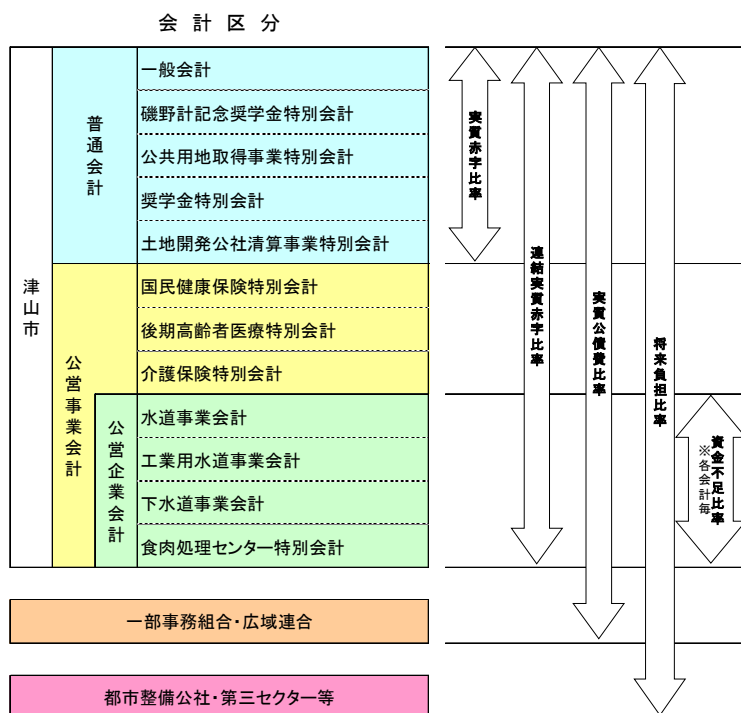 会計区分
津山市
普通会計
一般会計
磯野計記念奨学金特別会計
公共用地取得事業特別会計
奨学金特別会計
土地開発公社清算事業特別会計
公営事業会計
国民健康保険特別会計
後期高齢者医療特別会計
介護保険特別会計
公営企業会計
水道事業会計
工業用水道事業会計
下水道事業会計
食肉処理センター特別会計
一部事務組合・広域連合
都市整備公社・第三セクター等
実質赤字比率
連結実質赤字比率
実質公債費比率
将来負担比率
資金不足比率
※各会計毎